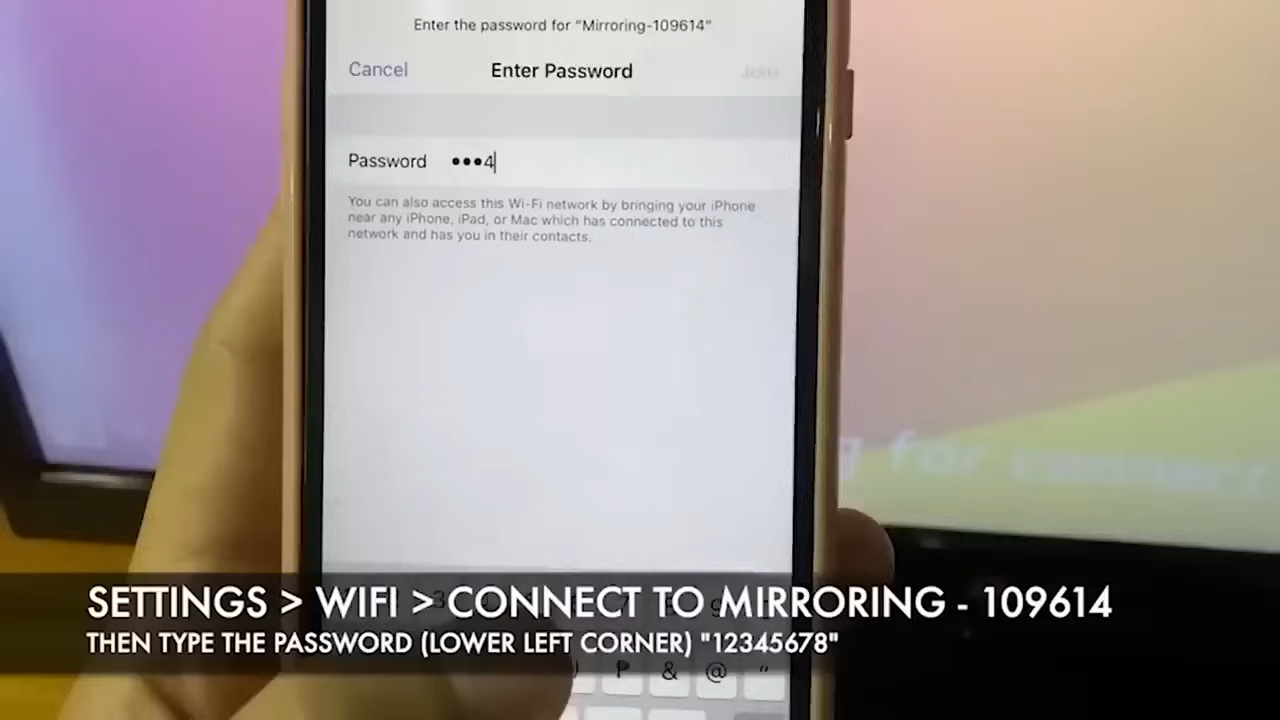 Enter the password for “Mirroring-109614”
Cancel
Enter Password
Join
Password •••4
You can also access this Wi-Fi network by bringing your iPhone
near any iPhone, iPad, or Mac which has connected to this
network and has you in their contacts.
for connect
SETTINGS > WIFI > CONNECT TO MIRRORING - 109614
THEN TYPE THE PASSWORD (LOWER LEFT CORNER) "12345678"
₱ & @ "